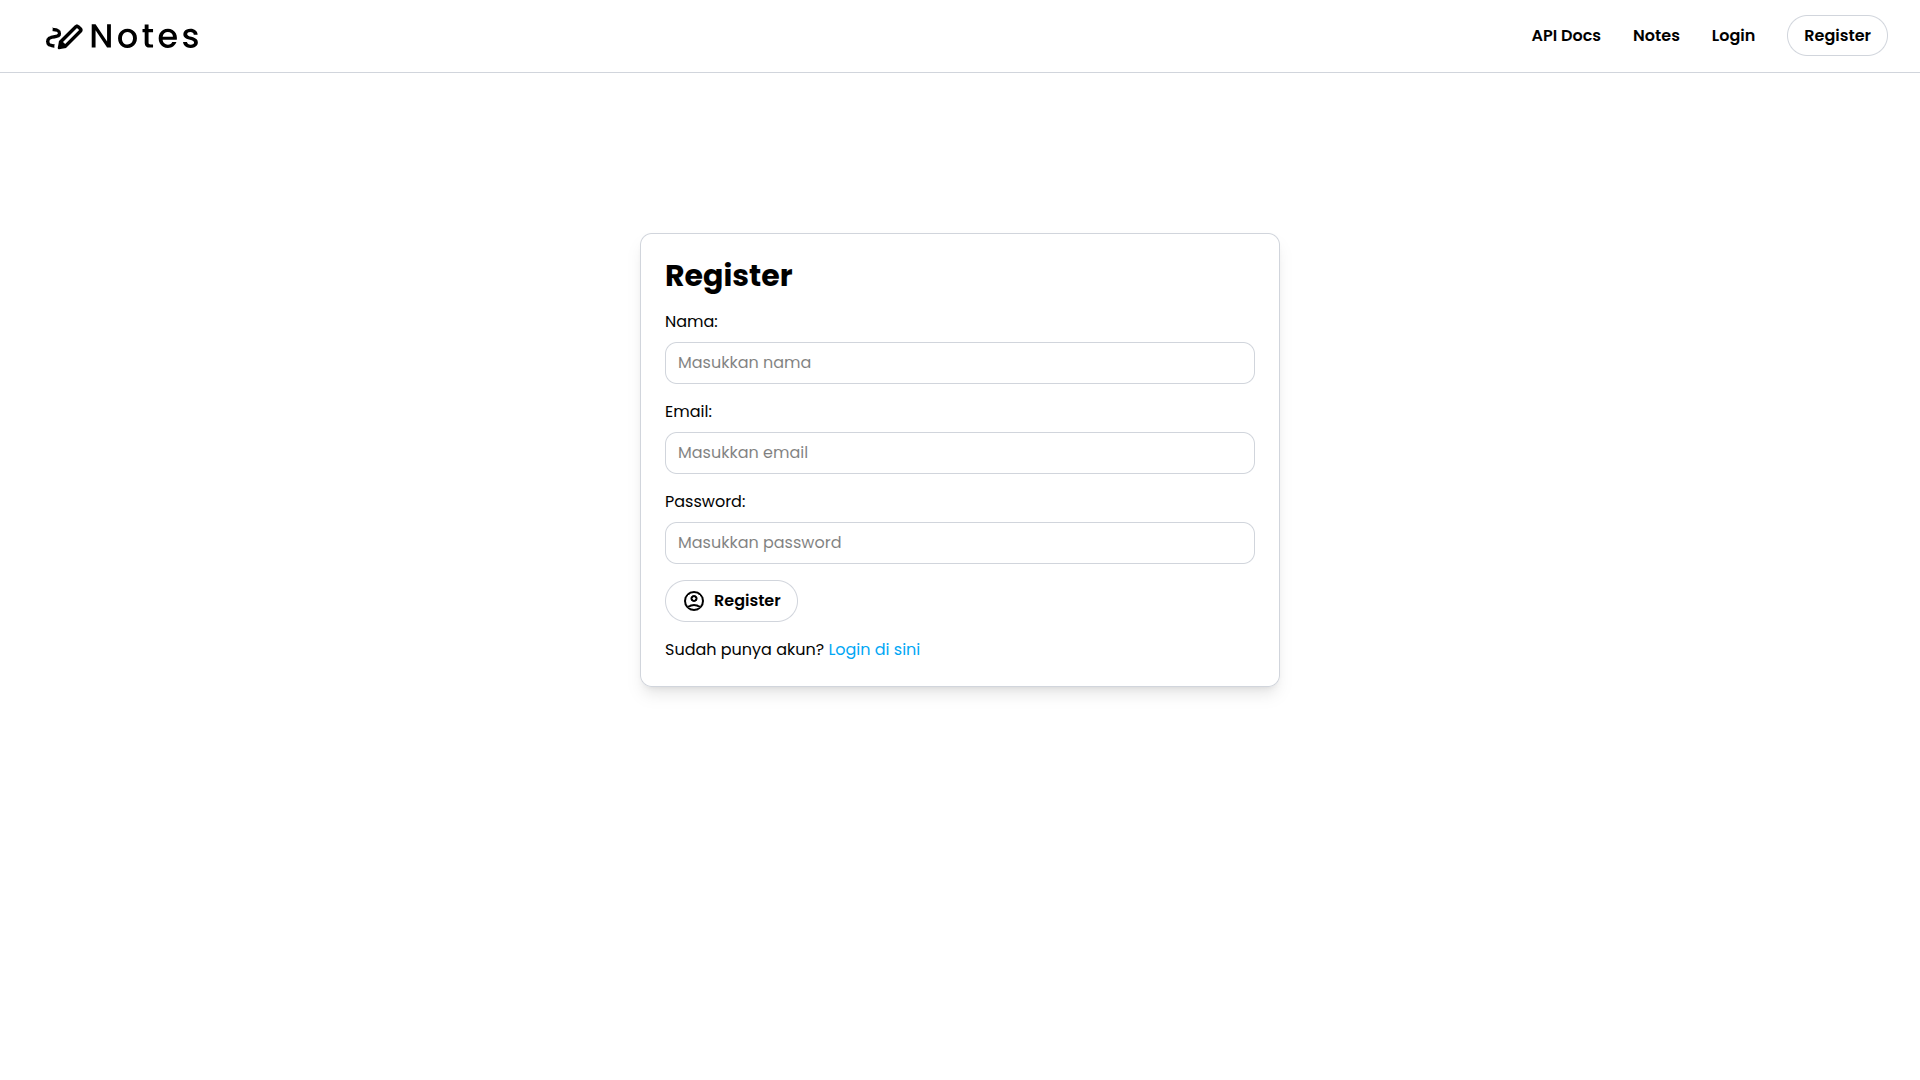 Notes
API Docs
Notes
Login
Register
Register
Nama:
Masukkan nama
Email:
Masukkan email
Password:
Masukkan password
Register
Sudah punya akun? Login di sini